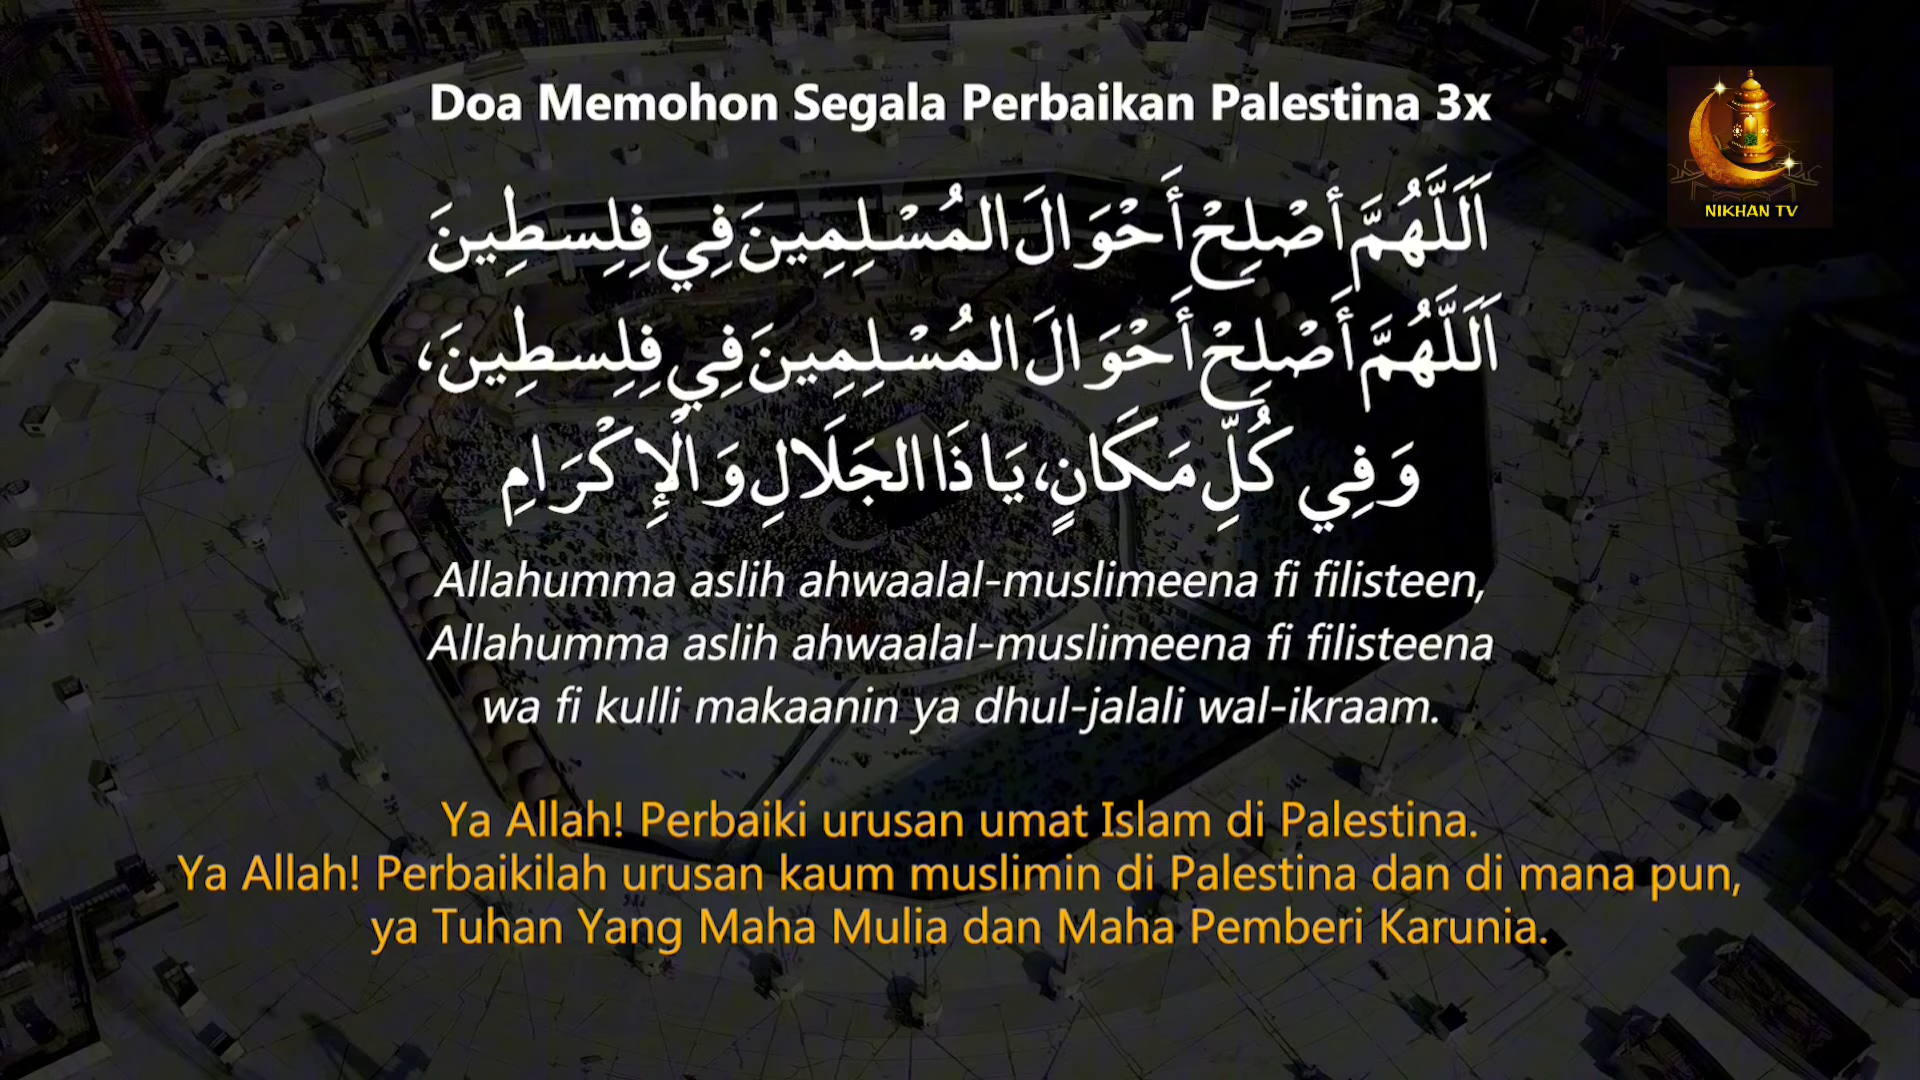 Doa Memohon Segala Perbaikan Palestina 3x
اَللَّهُمَّ أصْلِحْ أَحْوَالَ المُسْلِمِينَ فِي فِلِسطِينَ
اَللَّهُمَّ أَصْلِحْ أَحْوَالَ المُسْلِمِينَ فِي فِلِسطِينَ،
وَفِي كُلِّ مَكَانٍ، يَا ذَا الجَلَالِ وَالْإِكْرَامِ
Allahumma aslih ahwaalal-muslimeena fi filisteen,
Allahumma aslih ahwaalal-muslimeena fi filisteena
wa fi kulli makaanin ya dhul-jalali wal-ikraam.
Ya Allah! Perbaiki urusan umat Islam di Palestina.
Ya Allah! Perbaikilah urusan kaum muslimin di Palestina dan di mana pun,
ya Tuhan Yang Maha Mulia dan Maha Pemberi Karunia.
NIKHAN TV